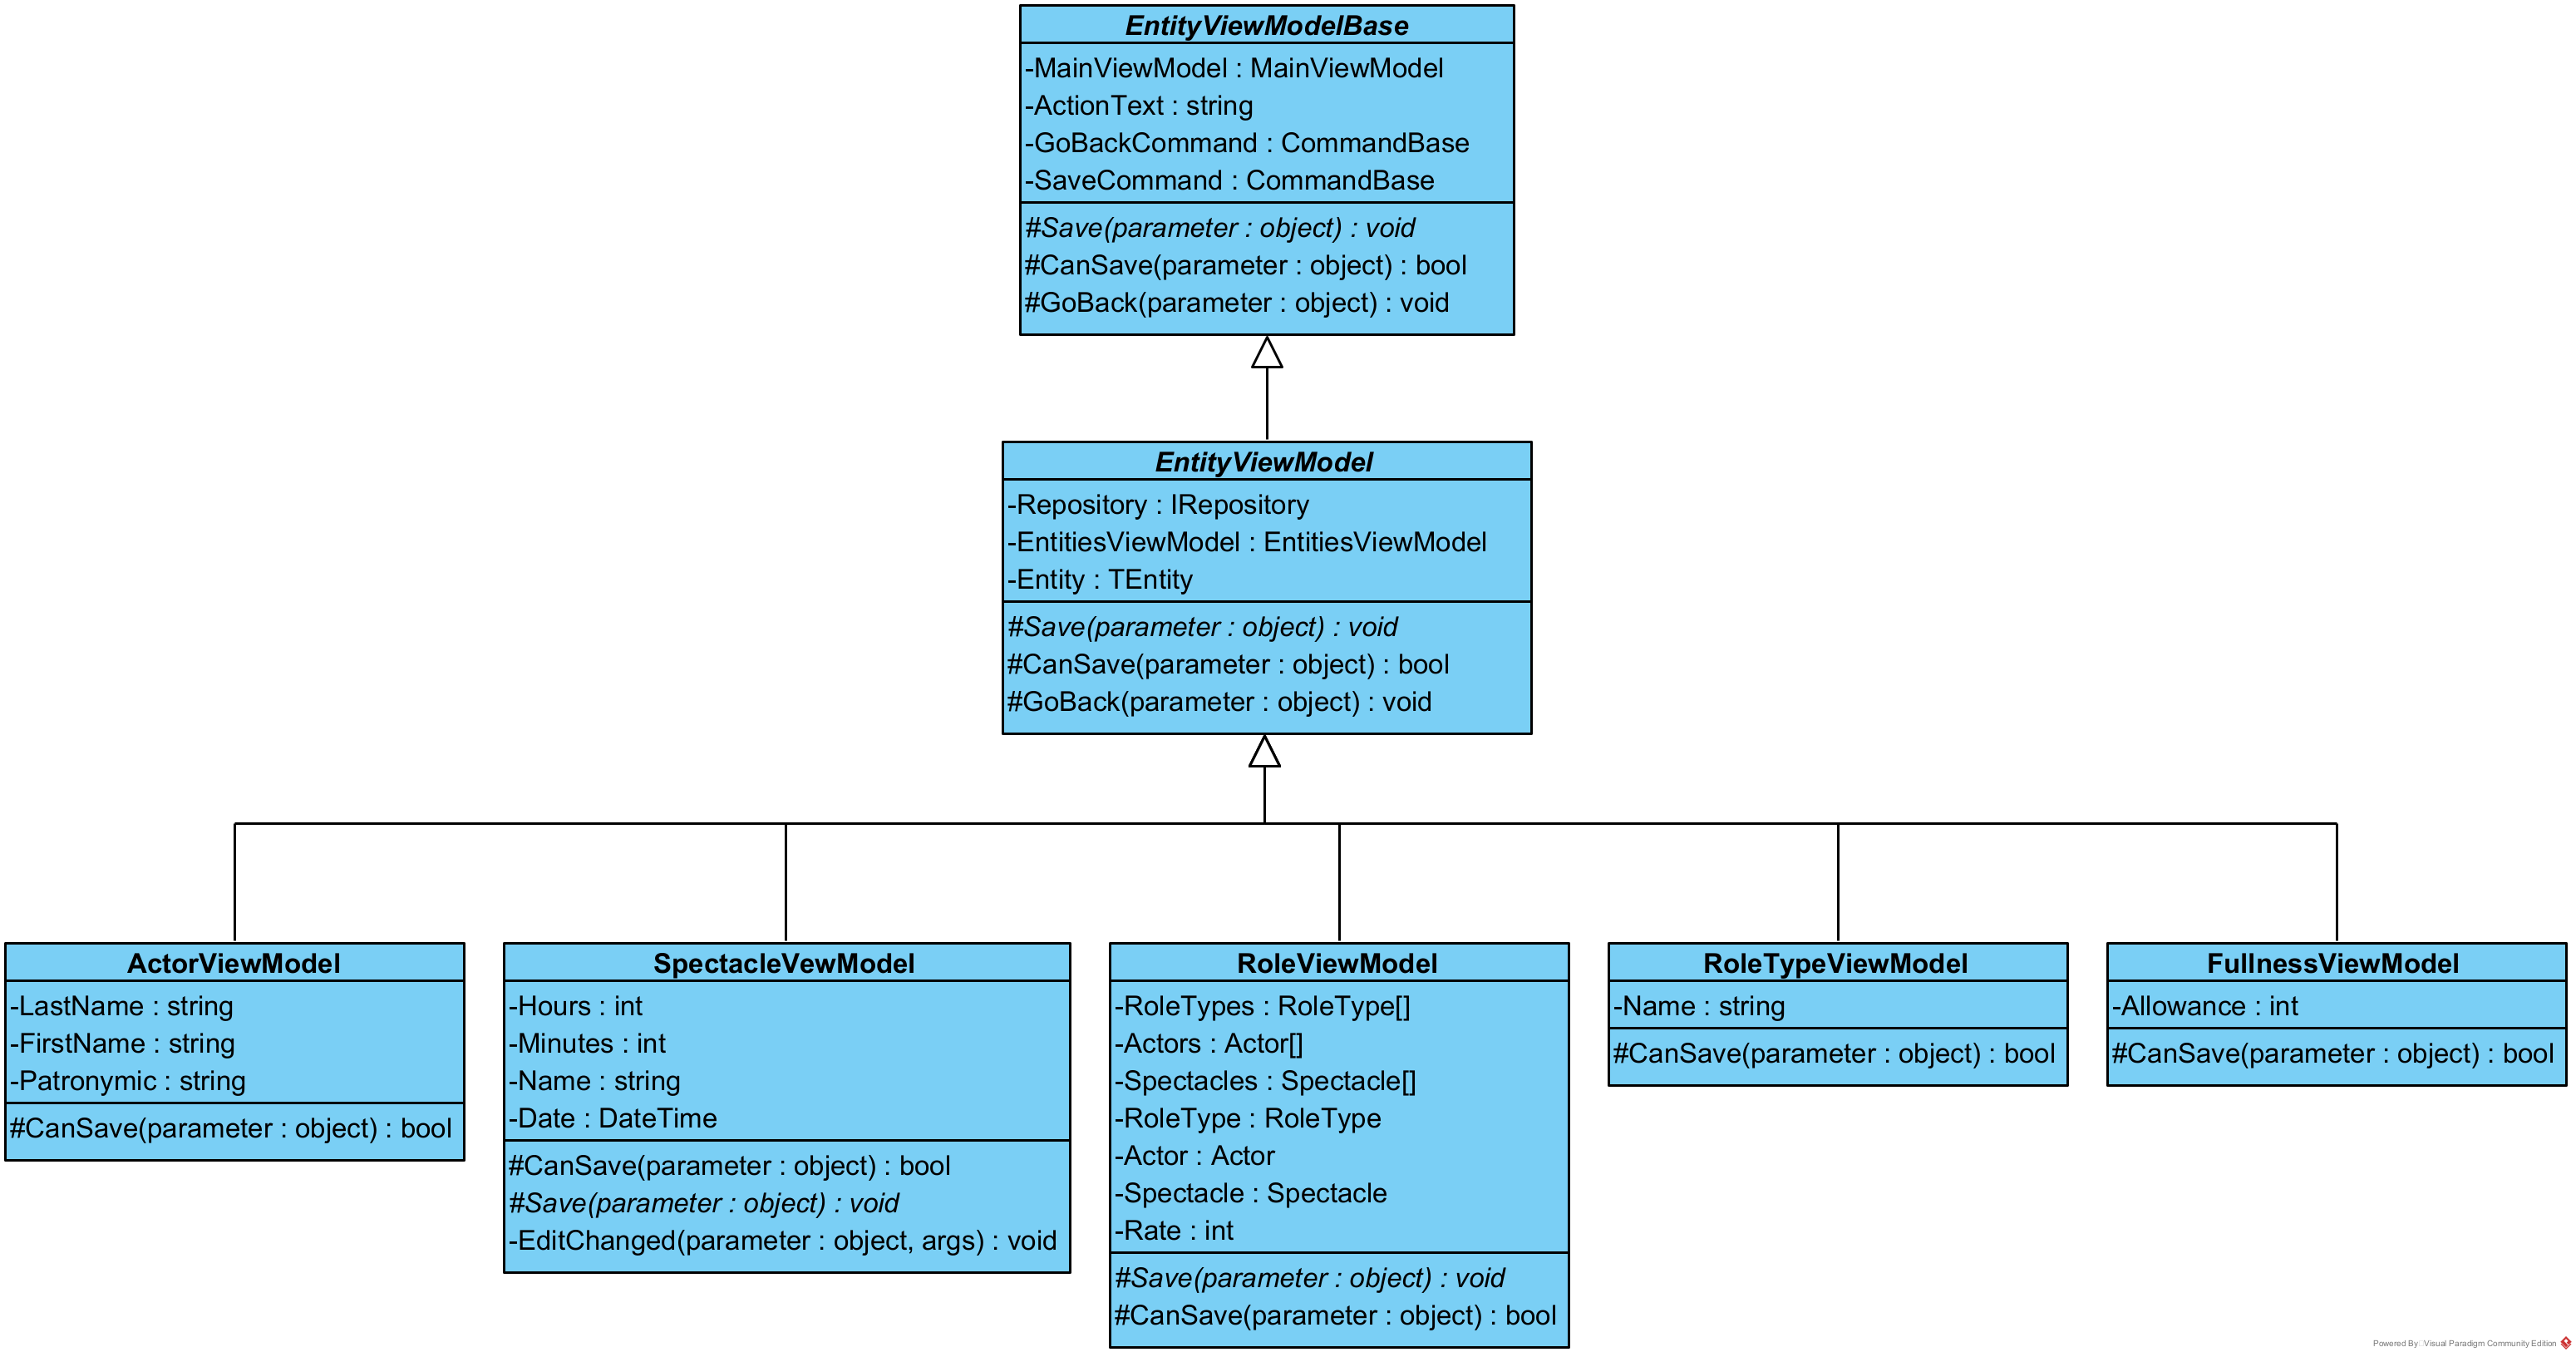 EntityViewModelBase
-MainViewModel : MainViewModel
-ActionText : string
-GoBackCommand : CommandBase
-SaveCommand : CommandBase
#Save(parameter : object) : void
#CanSave(parameter : object) : bool
#GoBack(parameter : object) : void
EntityViewModel
-Repository : IRepository
-EntitiesViewModel : EntitiesViewModel
-Entity : TEntity
#Save(parameter : object) : void
#CanSave(parameter : object) : bool
#GoBack(parameter : object) : void
ActorViewModel
-LastName : string
-FirstName : string
-Patronymic : string
#CanSave(parameter : object) : bool
SpectacleVewModel
-Hours : int
-Minutes : int
-Name : string
-Date : DateTime
#CanSave(parameter : object) : bool
#Save(parameter : object) : void
-EditChanged(parameter : object, args) : void
RoleViewModel
-RoleTypes : RoleType[]
-Actors : Actor[]
-Spectacles : Spectacle[]
-RoleType : RoleType
-Actor : Actor
-Spectacle : Spectacle
-Rate : int
#Save(parameter : object) : void
#CanSave(parameter : object) : bool
RoleTypeViewModel
-Name : string
#CanSave(parameter : object) : bool
FullnessViewModel
-Allowance : int
#CanSave(parameter : object) : bool
Powered By Visual Paradigm Community Edition